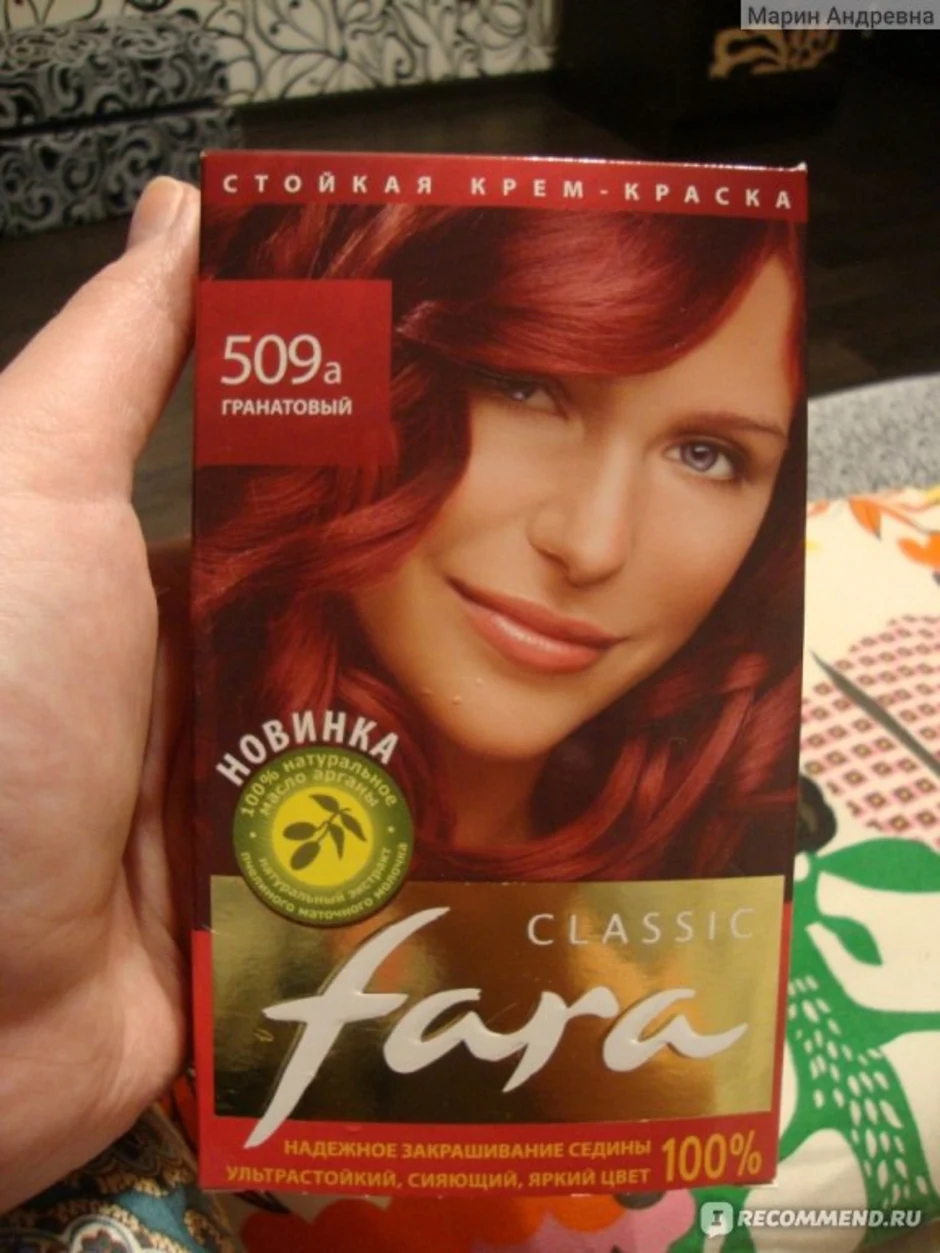 Марин Андревна
СТОЙКАЯ КРЕМ-КРАСКА
509а
ГРАНАТОВЫЙ
НОВИНКА
100% натуральное
масло арганы
натуральный экстракт
пчелиного маточного молочка
CLASSIC
fara
НАДЕЖНОЕ ЗАКРАШИВАНИЕ СЕДИНЫ
УЛЬТРАСТОЙКИЙ, СИЯЮЩИЙ, ЯРКИЙ ЦВЕТ 100%
I RECOMMEND.RU